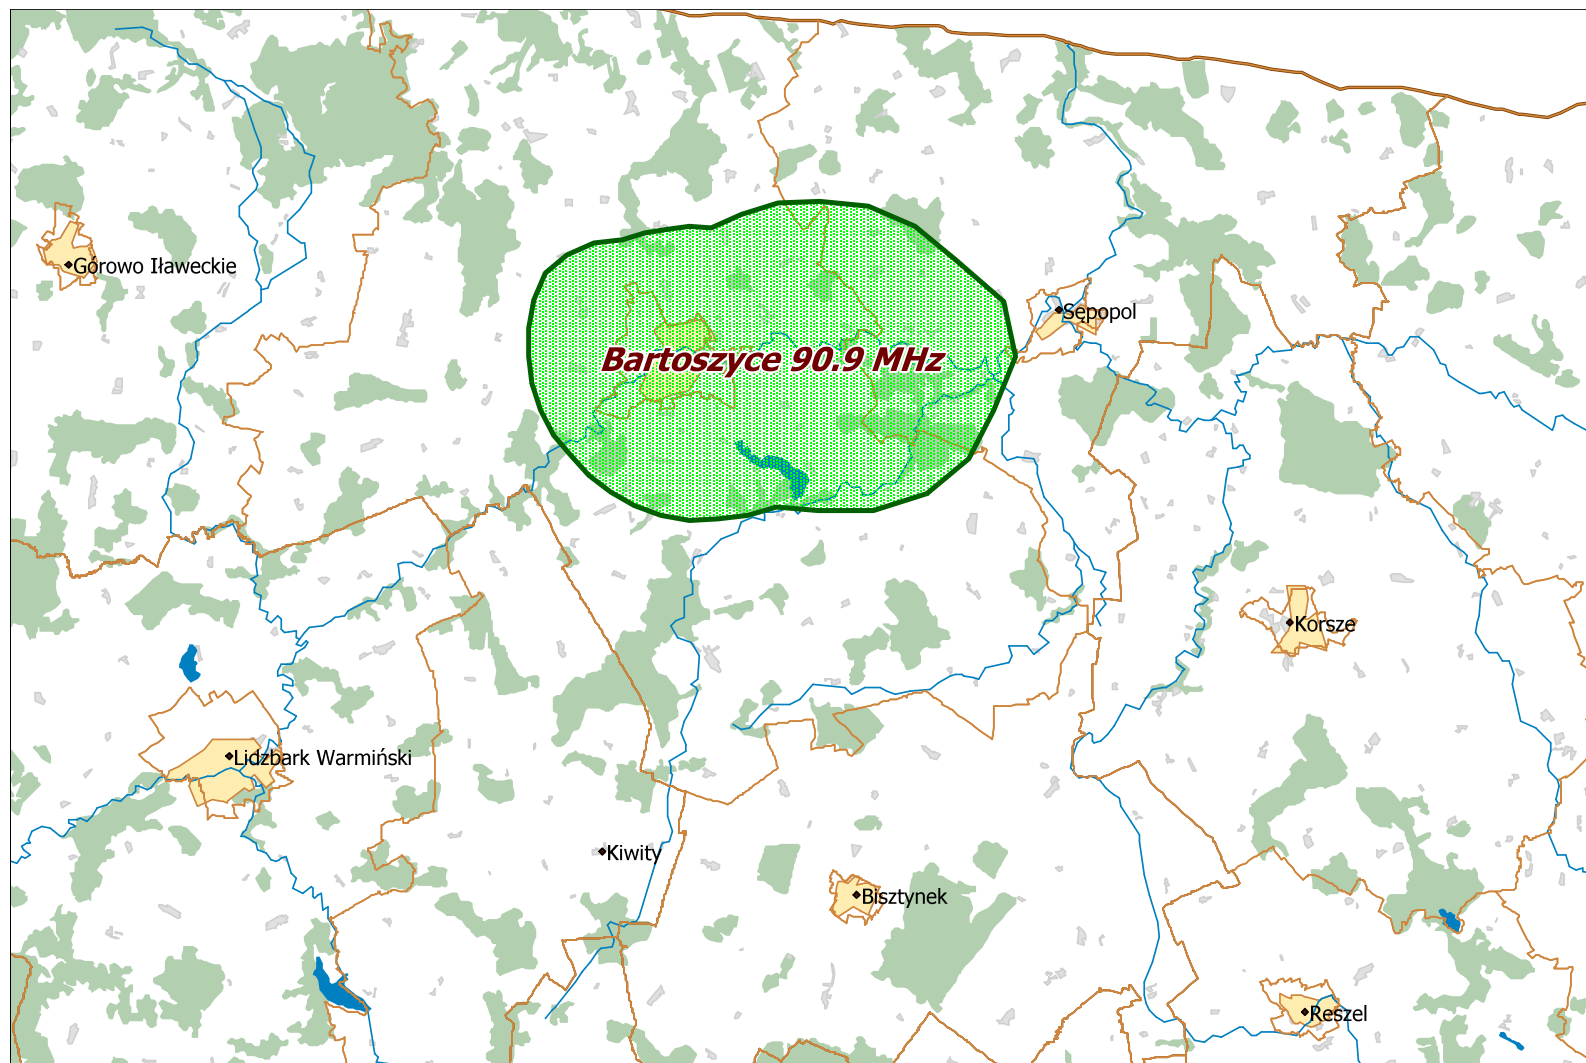 Górowo Iławeckie
Sępopol
Bartoszyce 90.9 MHz
Korsze
Lidzbark Warmiński
Kiwity
Bisztynek
Reszel